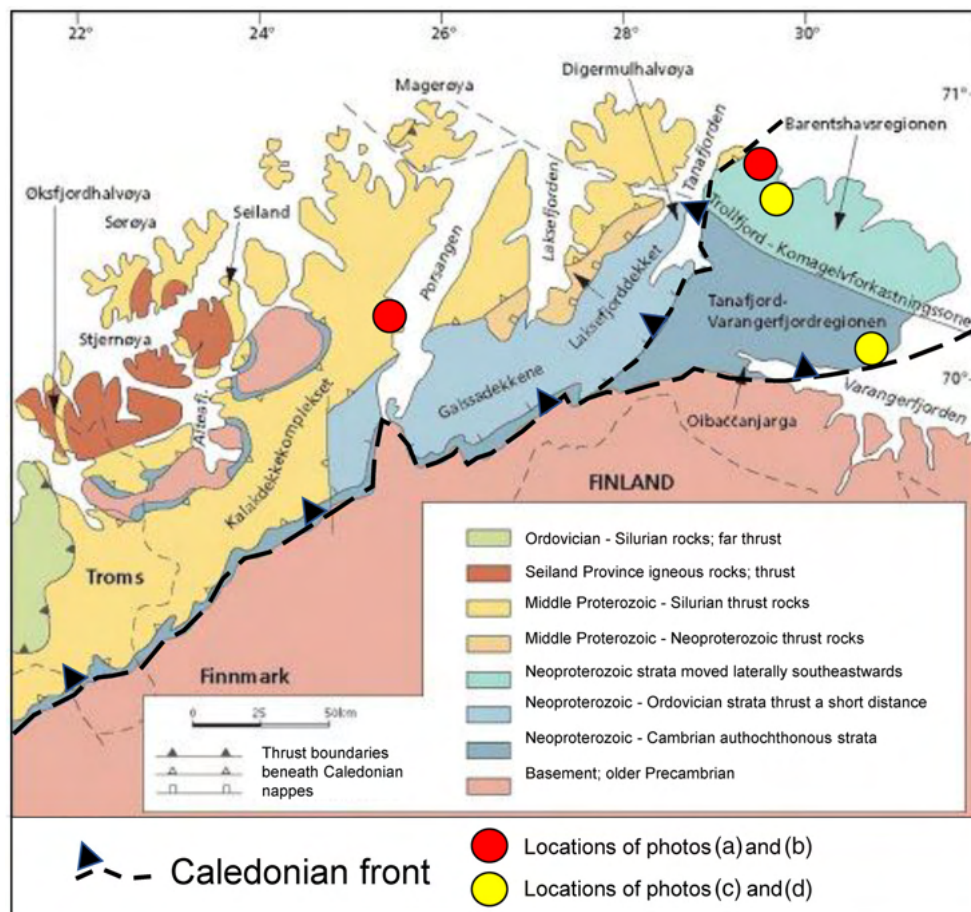 22°
24°
26°
28°
30°
Digermulhalvøya
71°
Magerøya
Barentshavsregionen
Tanafjorden
Øksfjordhalvøya
Laksefjorden
Seiland
Sørøya
Porsangen
Trollfjord - Komagelvforkastningssone
Laksefjorddekket
Tanafjord-
Varangerfjordregionen
Stjernøya
70°
Altafj.
Gaissadekkene
Varangerfjorden
Oibaččanjarga
Kalakdekkekomplekset
FINLAND
Troms
Finnmark
Ordovician - Silurian rocks; far thrust
Seiland Province igneous rocks; thrust
Middle Proterozoic - Silurian thrust rocks
Middle Proterozoic - Neoproterozoic thrust rocks
Neoproterozoic strata moved laterally southeastwards
Neoproterozoic - Ordovician strata thrust a short distance
Neoproterozoic - Cambrian authochthonous strata
Basement; older Precambrian
0 25 50km
Thrust boundaries
beneath Caledonian
nappes
Caledonian front
Locations of photos (a) and (b)
Locations of photos (c) and (d)